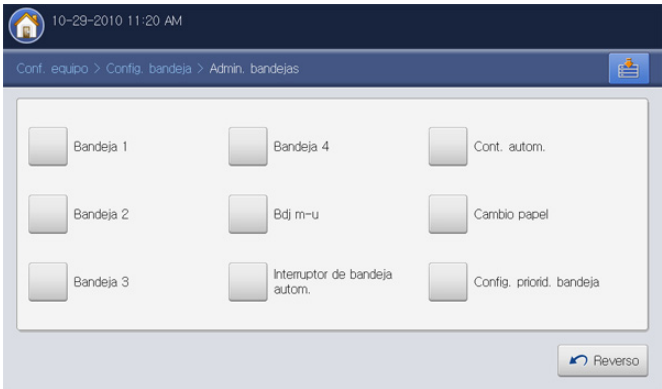 10-29-2010 11:20 AM
Conf. equipo > Config. bandeja > Admin. bandejas
Bandeja 1
Bandeja 4
Cont. autom.
Bandeja 2
Bdj m-u
Cambio papel
Bandeja 3
Interruptor de bandeja
autom.
Config. priorid. bandeja
Reverso